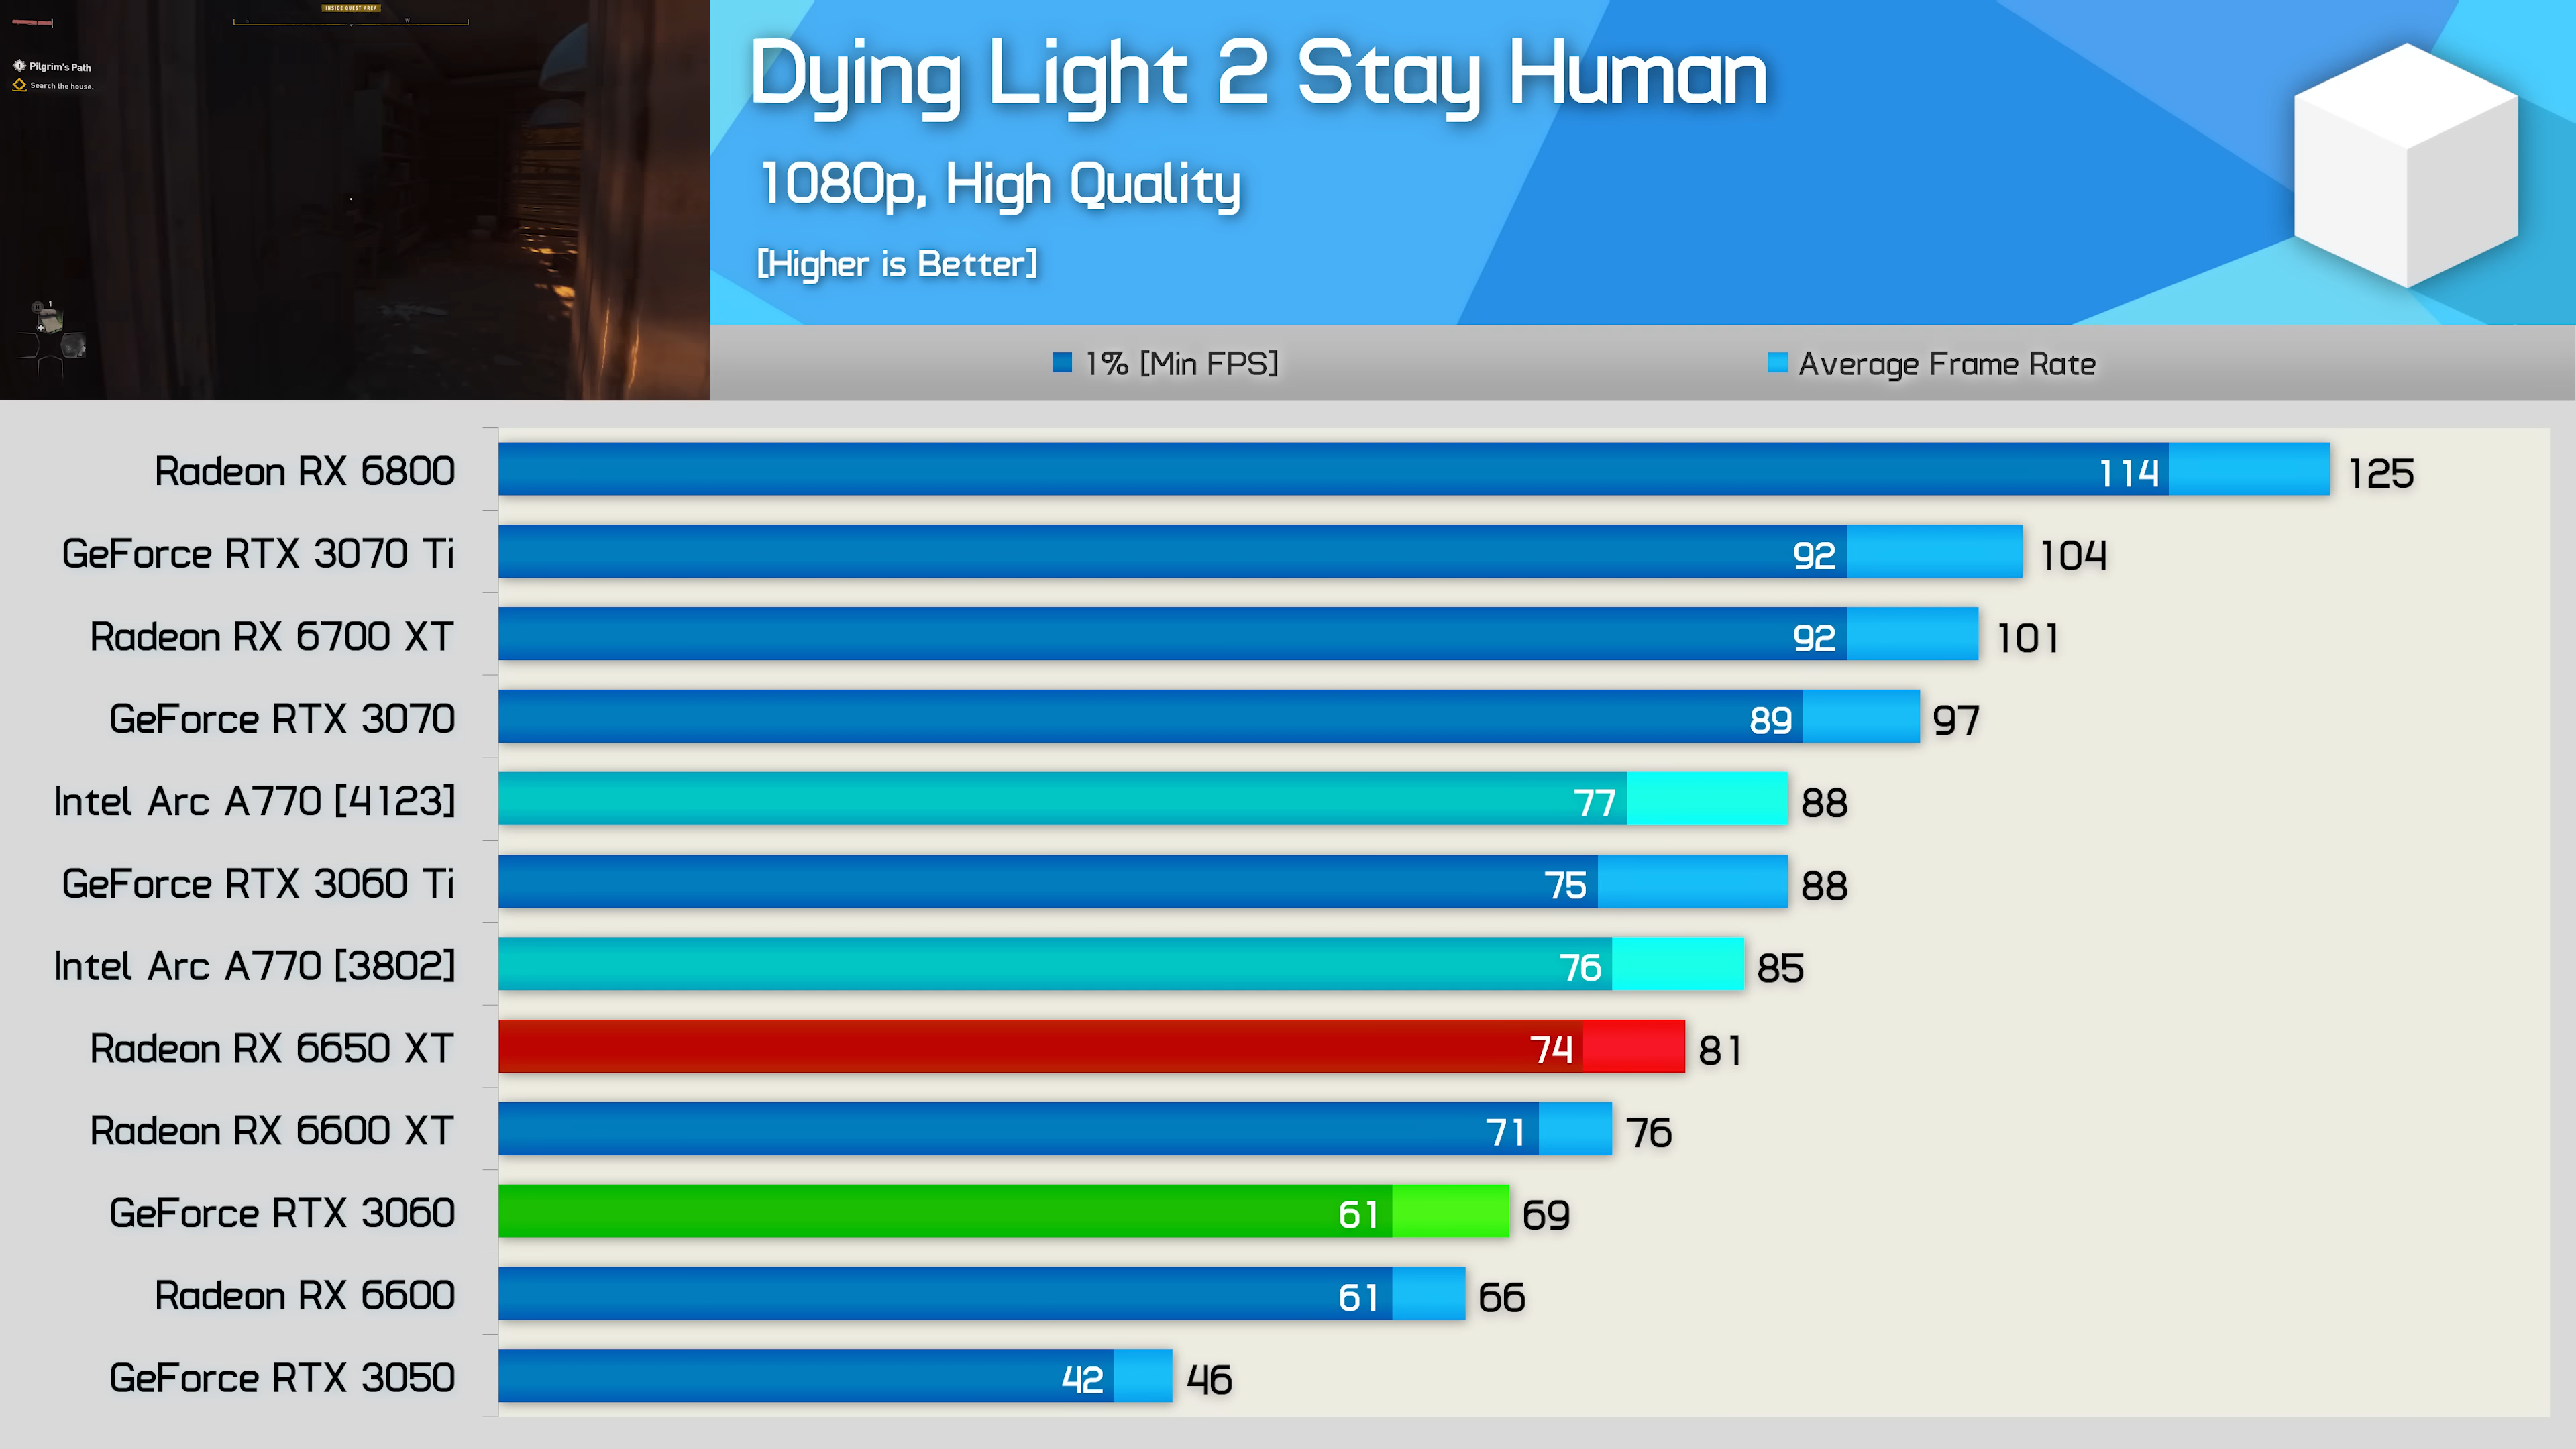 INSIDE QUEST AREA
W
Pilgrim's Path
Search the house.
1
Dying Light 2 Stay Human
1080p, High Quality
[Higher is Better]
1% [Min FPS]
Average Frame Rate
Radeon RX 6800 114 125
GeForce RTX 3070 Ti 92 104
Radeon RX 6700 XT 92 101
GeForce RTX 3070 89 97
Intel Arc A770 [4123] 77 88
GeForce RTX 3060 Ti 75 88
Intel Arc A770 [3802] 76 85
Radeon RX 6650 XT 74 81
Radeon RX 6600 XT 71 76
GeForce RTX 3060 61 69
Radeon RX 6600 61 66
GeForce RTX 3050 42 46